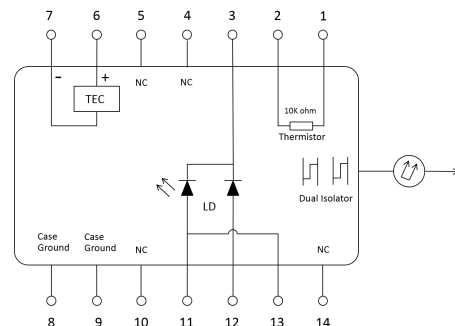 7 6 5 4 3 2 1
- +
NC NC
TEC
10K ohm
Thermistor
Dual Isolator
LD
Case Ground
Case Ground
NC
NC
8 9 10 11 12 13 14